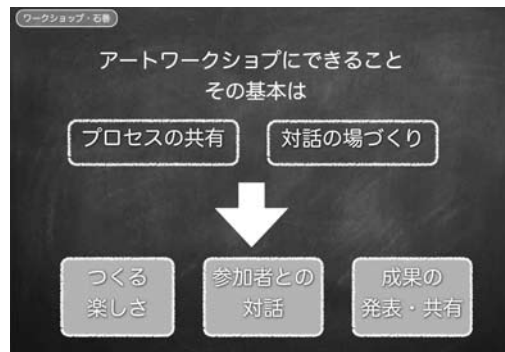 ワークショップ・石巻
アートワークショプにできること
その基本は
プロセスの共有
対話の場づくり
つくる
楽しさ
参加者との
対話
成果の
発表・共有